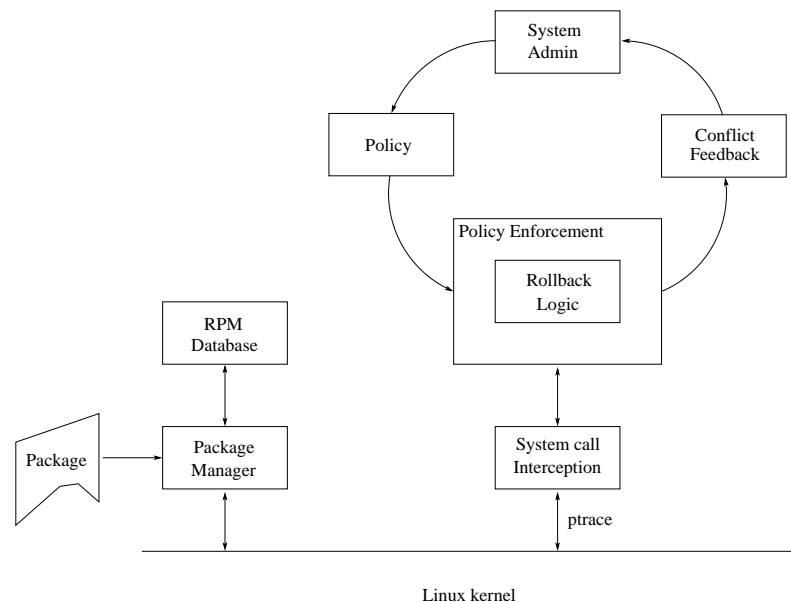 System
Admin
Policy
Conflict
Feedback
Policy Enforcement
Rollback
Logic
RPM
Database
Package
Package
Manager
System call
Interception
ptrace
Linux kernel